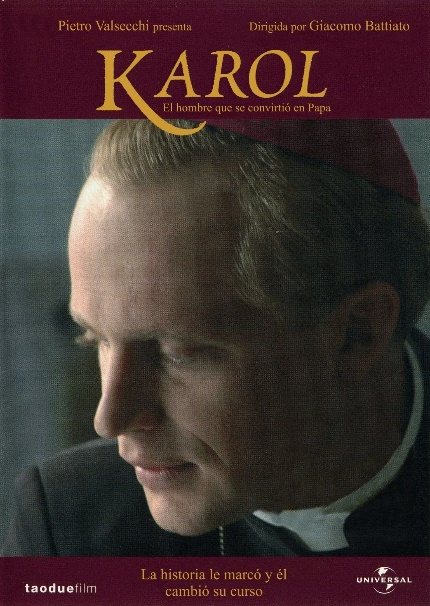 Pietro Valsecchi presenta
Dirigida por Giacomo Battiato
KAROL
El hombre que se convirtió en Papa
La historia le marcó y él
cambió su curso
taoduefilm
UNIVERSAL